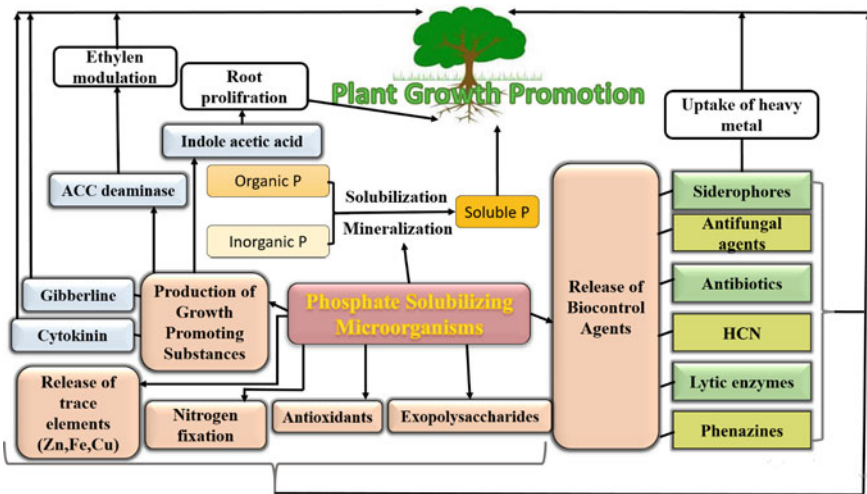 Ethylen
modulation
Root
prolifration
Plant Growth Promotion
Uptake of heavy
metal
Indole acetic acid
ACC deaminase
Organic P
Solubilization
Soluble P
Inorganic P
Mineralization
Siderophores
Antifungal
agents
Antibiotics
HCN
Lytic enzymes
Phenazines
Release of
Biocontrol
Agents
Gibberline
Cytokinin
Production of
Growth
Promoting
Substances
Phosphate Solubilizing
Microorganisms
Release of
trace
elements
(Zn,Fe,Cu)
Nitrogen
fixation
Antioxidants
Exopolysaccharides